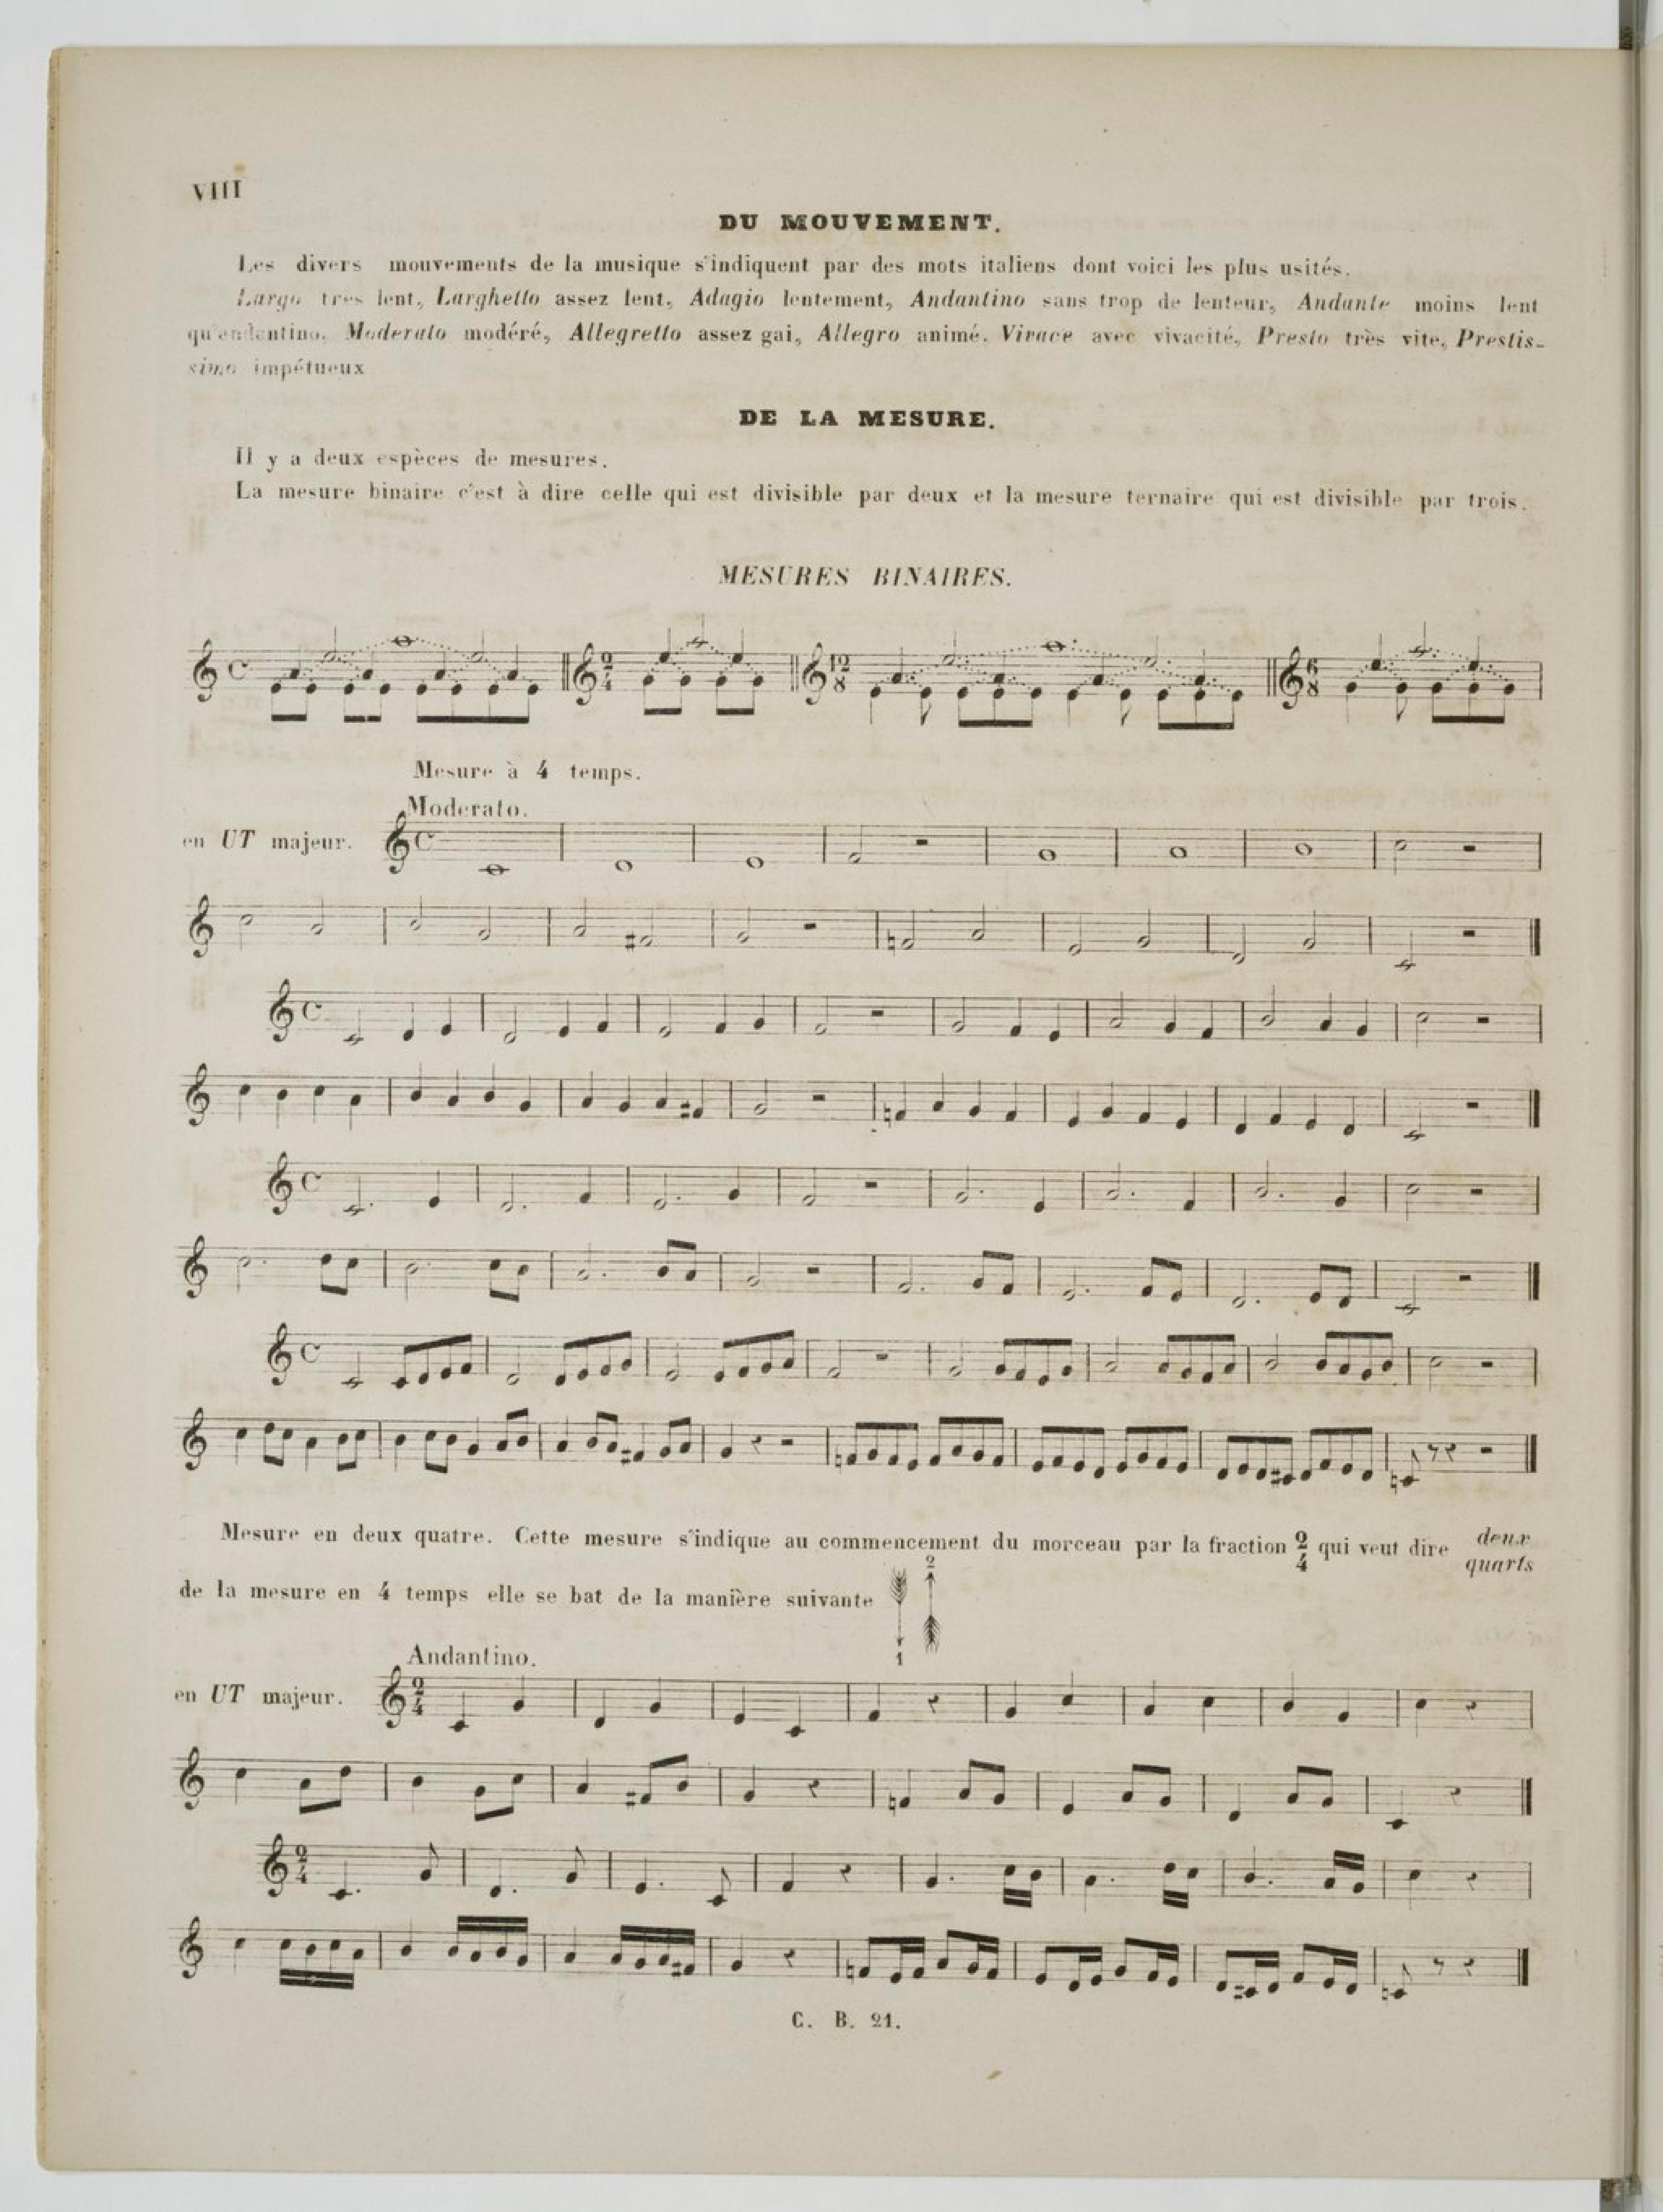 VIII
DU MOUVEMENT.
Les divers mouvements de la musique s'indiquent par des mots italiens dont voici les plus usités.
Largo très lent, Larghetto assez lent, Adagio lentement, Andantino sans trop de lenteur, Andante moins lent
qu'andantino. Moderato modéré, Allegretto assez gai, Allegro animé. Vivace avec vivacité, Presto très vite, Prestis-
simo impétueux
DE LA MESURE.
Il y a deux espèces de mesures.
La mesure binaire c'est à dire celle qui est divisible par deux et la mesure ternaire qui est divisible par trois.
MESURES BINAIRES.
2 4 12 8 6 8
Mesure à 4 temps.
Moderato.
en UT majeur.
Mesure en deux quatre. Cette mesure s'indique au commencement du morceau par la fraction 2/4 qui veut dire deux quarts
de la mesure en 4 temps elle se bat de la manière suivante 1 2
Andantino.
en UT majeur. 2 4
2 4
C. B. 21.